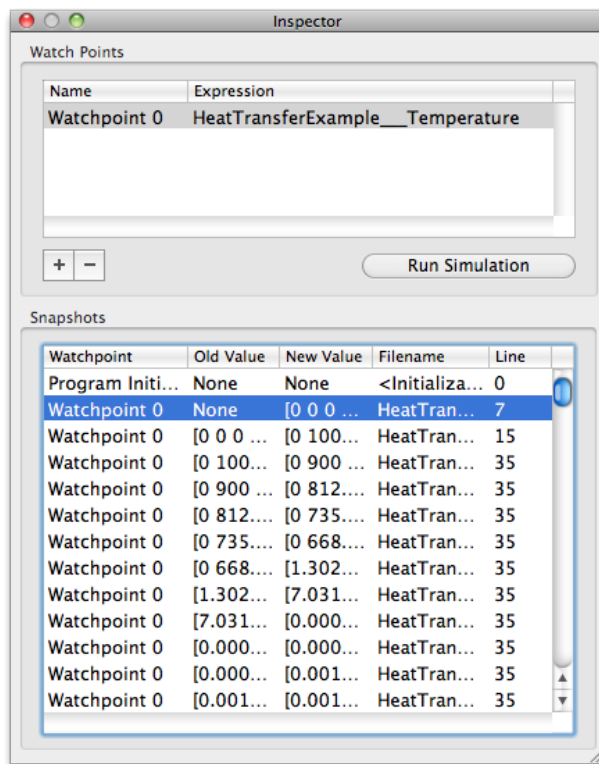 Inspector
Watch Points
Name Expression
Watchpoint 0 HeatTransferExample___Temperature
+ − Run Simulation
Snapshots
Watchpoint Old Value New Value Filename Line
Program Initi... None None <Initializa... 0
Watchpoint 0 None [0 0 0 ... HeatTran... 7
Watchpoint 0 [0 0 0 ... [0 100... HeatTran... 15
Watchpoint 0 [0 100... [0 900 ... HeatTran... 35
Watchpoint 0 [0 900 ... [0 812.... HeatTran... 35
Watchpoint 0 [0 812.... [0 735.... HeatTran... 35
Watchpoint 0 [0 735.... [0 668.... HeatTran... 35
Watchpoint 0 [0 668.... [1.302... HeatTran... 35
Watchpoint 0 [1.302... [7.031... HeatTran... 35
Watchpoint 0 [7.031... [0.000... HeatTran... 35
Watchpoint 0 [0.000... [0.000... HeatTran... 35
Watchpoint 0 [0.000... [0.001... HeatTran... 35
Watchpoint 0 [0.001... [0.001... HeatTran... 35